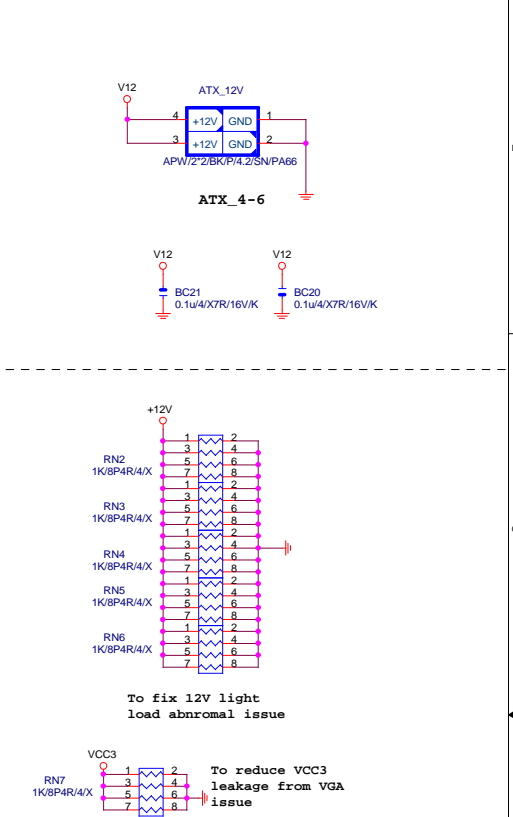 V12
ATX_12V
4 +12V GND 1
3 +12V GND 2
APW/2*2/BK/P/4.2/SN/PA66
ATX_4-6
V12 V12
BC21 BC20
0.1u/4/X7R/16V/K 0.1u/4/X7R/16V/K
+12V
1 2
3 4
RN2 5 6
1K/8P4R/4/X 7 8
1 2
3 4
RN3 5 6
1K/8P4R/4/X 7 8
1 2
3 4
RN4 5 6
1K/8P4R/4/X 7 8
1 2
RN5 3 4
1K/8P4R/4/X 5 6
7 8
1 2
RN6 3 4
1K/8P4R/4/X 5 6
7 8
To fix 12V light
load abnromal issue
VCC3
1 2 To reduce VCC3
RN7 3 4 leakage from VGA
1K/8P4R/4/X 5 6 issue
7 8